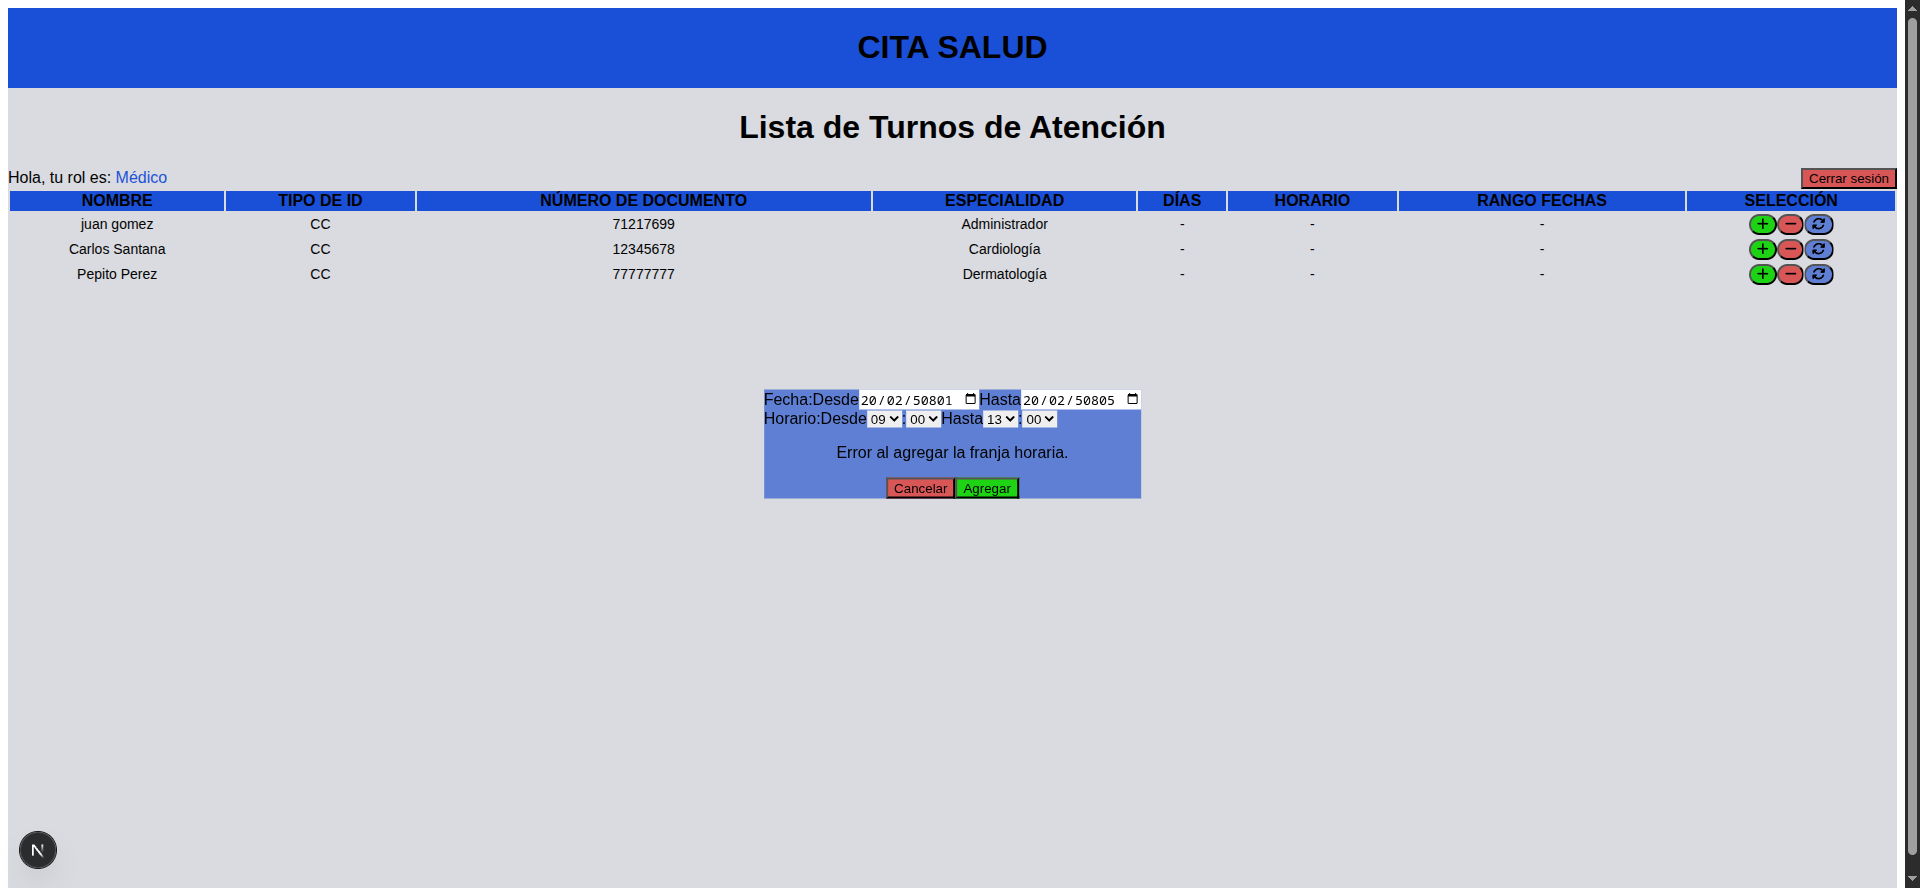 CITA SALUD
Lista de Turnos de Atención
Hola, tu rol es: Médico
Cerrar sesión
NOMBRE TIPO DE ID NÚMERO DE DOCUMENTO ESPECIALIDAD DÍAS HORARIO RANGO FECHAS SELECCIÓN
juan gomez CC 71217699 Administrador - - -
Carlos Santana CC 12345678 Cardiología - - -
Pepito Perez CC 77777777 Dermatología - - -
Fecha:Desde 20/02/50801 Hasta 20/02/50805
Horario:Desde 09 : 00 Hasta 13 : 00
Error al agregar la franja horaria.
Cancelar Agregar
N